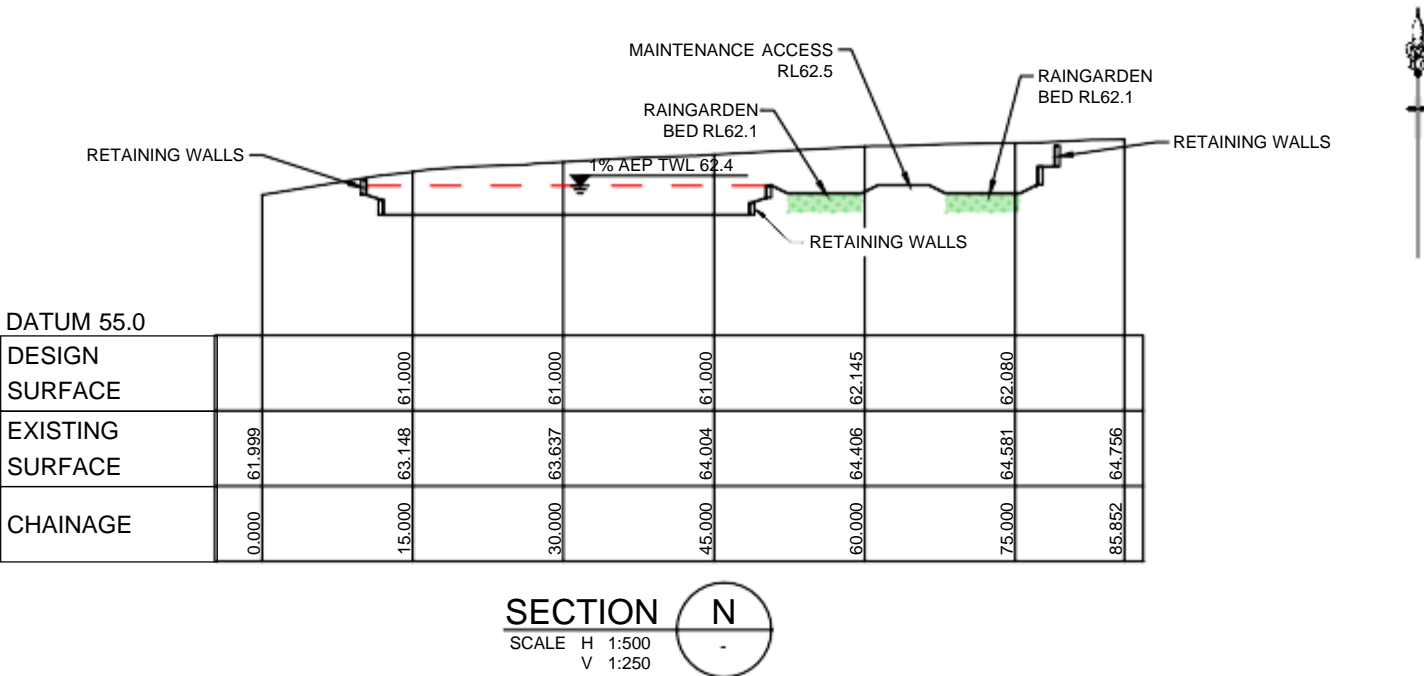 MAINTENANCE ACCESS
RL62.5
RAINGARDEN
BED RL62.1
RAINGARDEN
BED RL62.1
RETAINING WALLS
RETAINING WALLS
1% AEP TWL 62.4
RETAINING WALLS
DATUM 55.0
DESIGN
SURFACE
61.000
61.000
61.000
62.145
62.080
EXISTING
SURFACE
61.999
63.148
63.637
64.004
64.406
64.581
64.756
CHAINAGE
0.000
15.000
30.000
45.000
60.000
75.000
85.852
SECTION
N
SCALE H 1:500
V 1:250
-